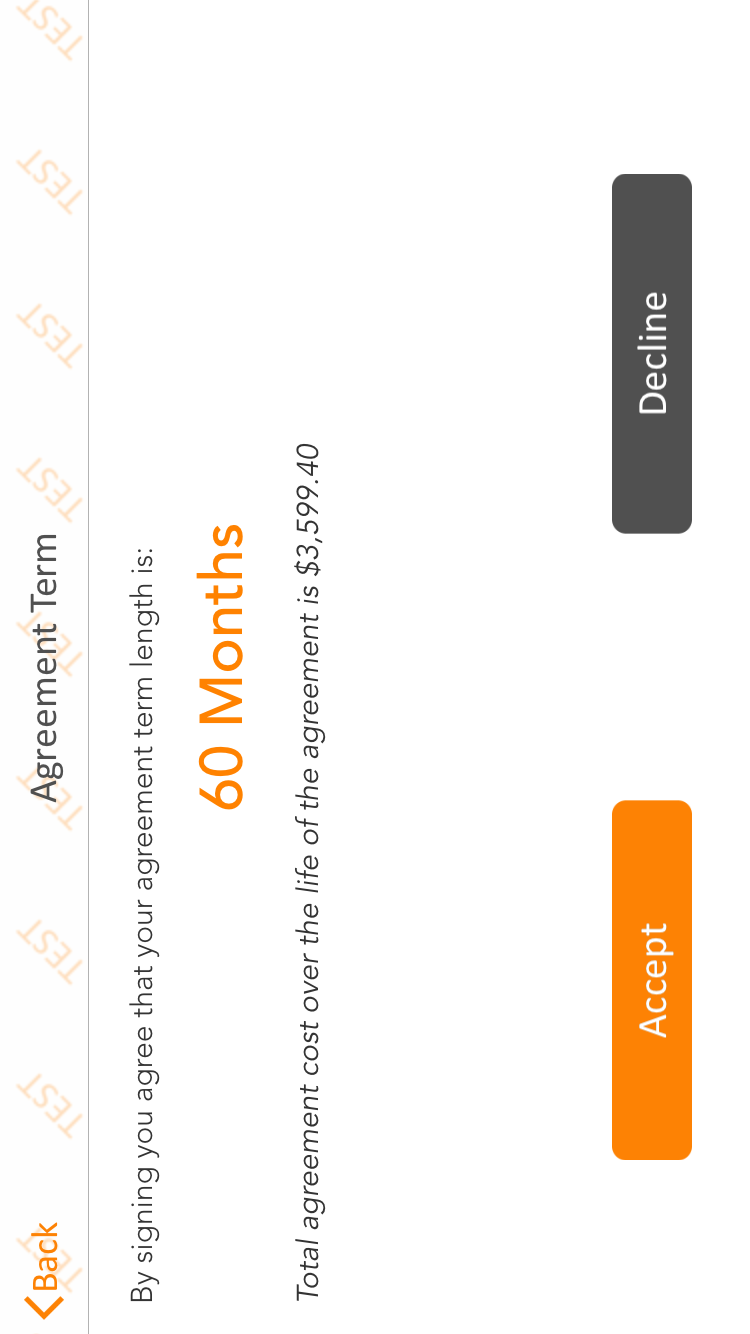 Back
Agreement Term
TEST TEST TEST TEST TEST TEST TEST TEST TEST
By signing you agree that your agreement term length is:
60 Months
Total agreement cost over the life of the agreement is $3,599.40
Accept
Decline